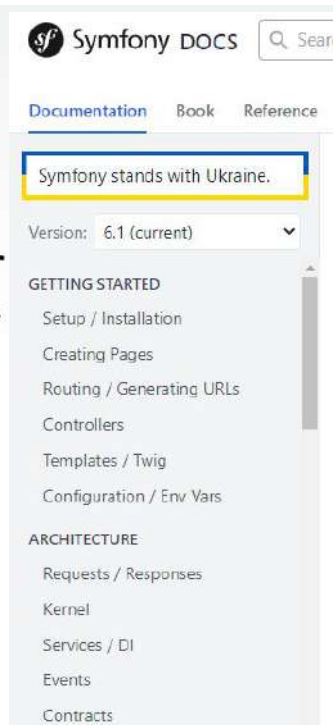 sf Symfony DOCS
Sear
Documentation Book Reference
Symfony stands with Ukraine.
Version: 6.1 (current)
GETTING STARTED
Setup / Installation
Creating Pages
Routing / Generating URLs
Controllers
Templates / Twig
Configuration / Env Vars
ARCHITECTURE
Requests / Responses
Kernel
Services / DI
Events
Contracts